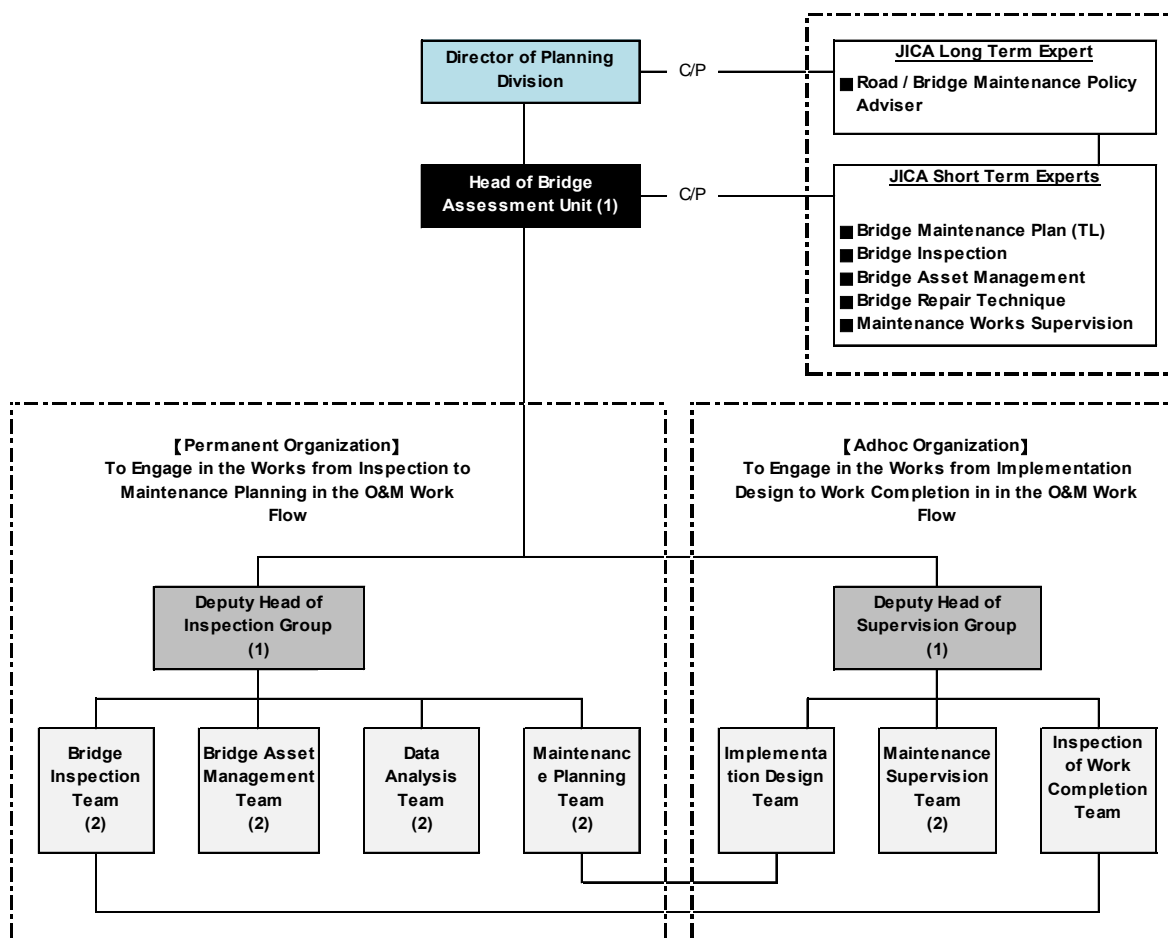 Director of Planning
Division
C/P
JICA Long Term Expert
■ Road / Bridge Maintenance Policy
Adviser
Head of Bridge
Assessment Unit (1)
C/P
JICA Short Term Experts
■ Bridge Maintenance Plan (TL)
■ Bridge Inspection
■ Bridge Asset Management
■ Bridge Repair Technique
■ Maintenance Works Supervision
【Permanent Organization】
To Engage in the Works from Inspection to
Maintenance Planning in the O&M Work
Flow
【Adhoc Organization】
To Engage in the Works from Implementation
Design to Work Completion in in the O&M Work
Flow
Deputy Head of
Inspection Group
(1)
Deputy Head of
Supervision Group
(1)
Bridge
Inspection
Team
(2)
Bridge Asset
Management
Team
(2)
Data
Analysis
Team
(2)
Maintenanc
e Planning
Team
(2)
Implementa
tion Design
Team
Maintenance
Supervision
Team
(2)
Inspection
of Work
Completion
Team